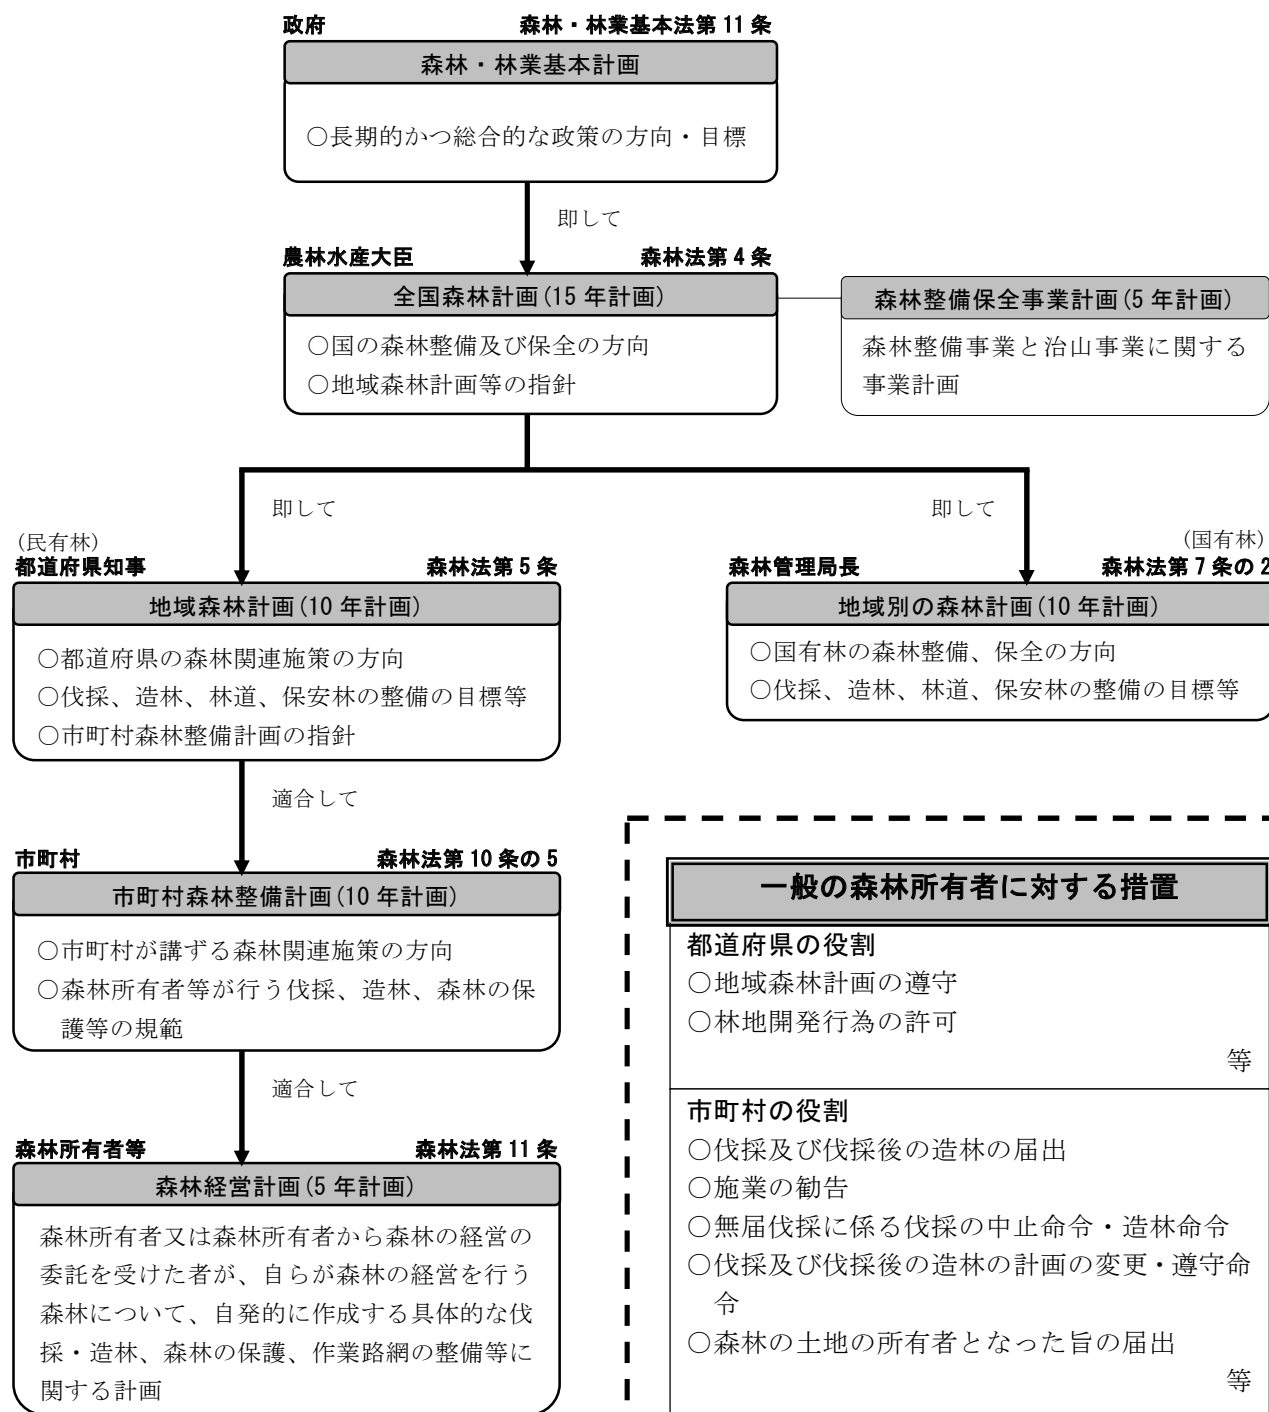 政府 森林・林業基本法第 11 条
森林・林業基本計画
○長期的かつ総合的な政策の方向・目標
即して
農林水産大臣 森林法第 4 条
全国森林計画(15 年計画)
○国の森林整備及び保全の方向
○地域森林計画等の指針
森林整備保全事業計画(5 年計画)
森林整備事業と治山事業に関する
事業計画
即して
即して
(民有林)
都道府県知事 森林法第 5 条
地域森林計画(10 年計画)
○都道府県の森林関連施策の方向
○伐採、造林、林道、保安林の整備の目標等
○市町村森林整備計画の指針
(国有林)
森林管理局長 森林法第 7 条の 2
地域別の森林計画(10 年計画)
○国有林の森林整備、保全の方向
○伐採、造林、林道、保安林の整備の目標等
適合して
市町村 森林法第 10 条の 5
市町村森林整備計画(10 年計画)
○市町村が講ずる森林関連施策の方向
○森林所有者等が行う伐採、造林、森林の保
護等の規範
適合して
森林所有者等 森林法第 11 条
森林経営計画(5 年計画)
森林所有者又は森林所有者から森林の経営の
委託を受けた者が、自らが森林の経営を行う
森林について、自発的に作成する具体的な伐
採・造林、森林の保護、作業路網の整備等に
関する計画
一般の森林所有者に対する措置
都道府県の役割
○地域森林計画の遵守
○林地開発行為の許可
等
市町村の役割
○伐採及び伐採後の造林の届出
○施業の勧告
○無届伐採に係る伐採の中止命令・造林命令
○伐採及び伐採後の造林の計画の変更・遵守命
令
○森林の土地の所有者となった旨の届出
等